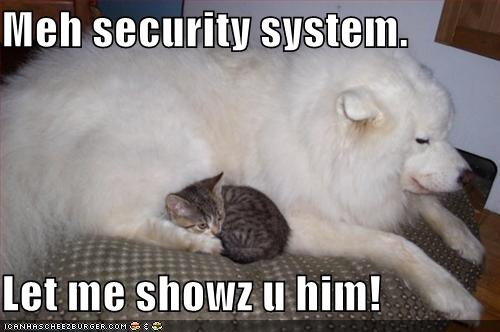 Meh security system.
Let me showz u him!
ICANHASCHEEZBURGER.COM